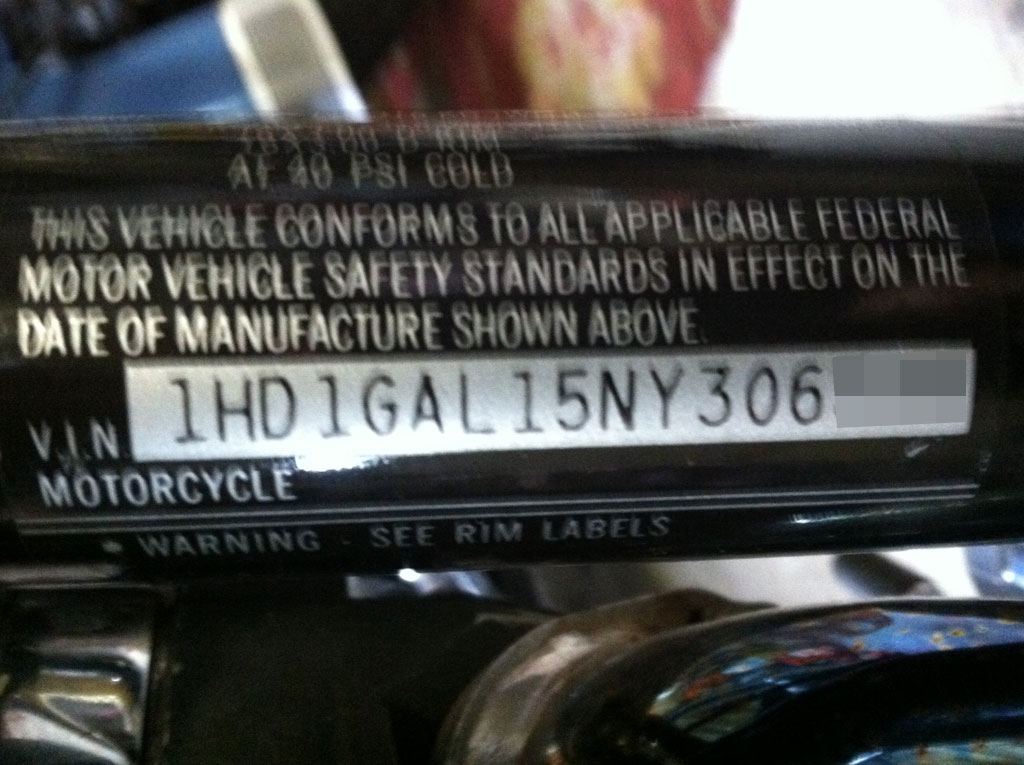 AT 40 PSI COLD
THIS VEHICLE CONFORMS TO ALL APPLICABLE FEDERAL
MOTOR VEHICLE SAFETY STANDARDS IN EFFECT ON THE
DATE OF MANUFACTURE SHOWN ABOVE.
V.I.N. 1HD1GAL15NY306
MOTORCYCLE
* WARNING - SEE RIM LABELS